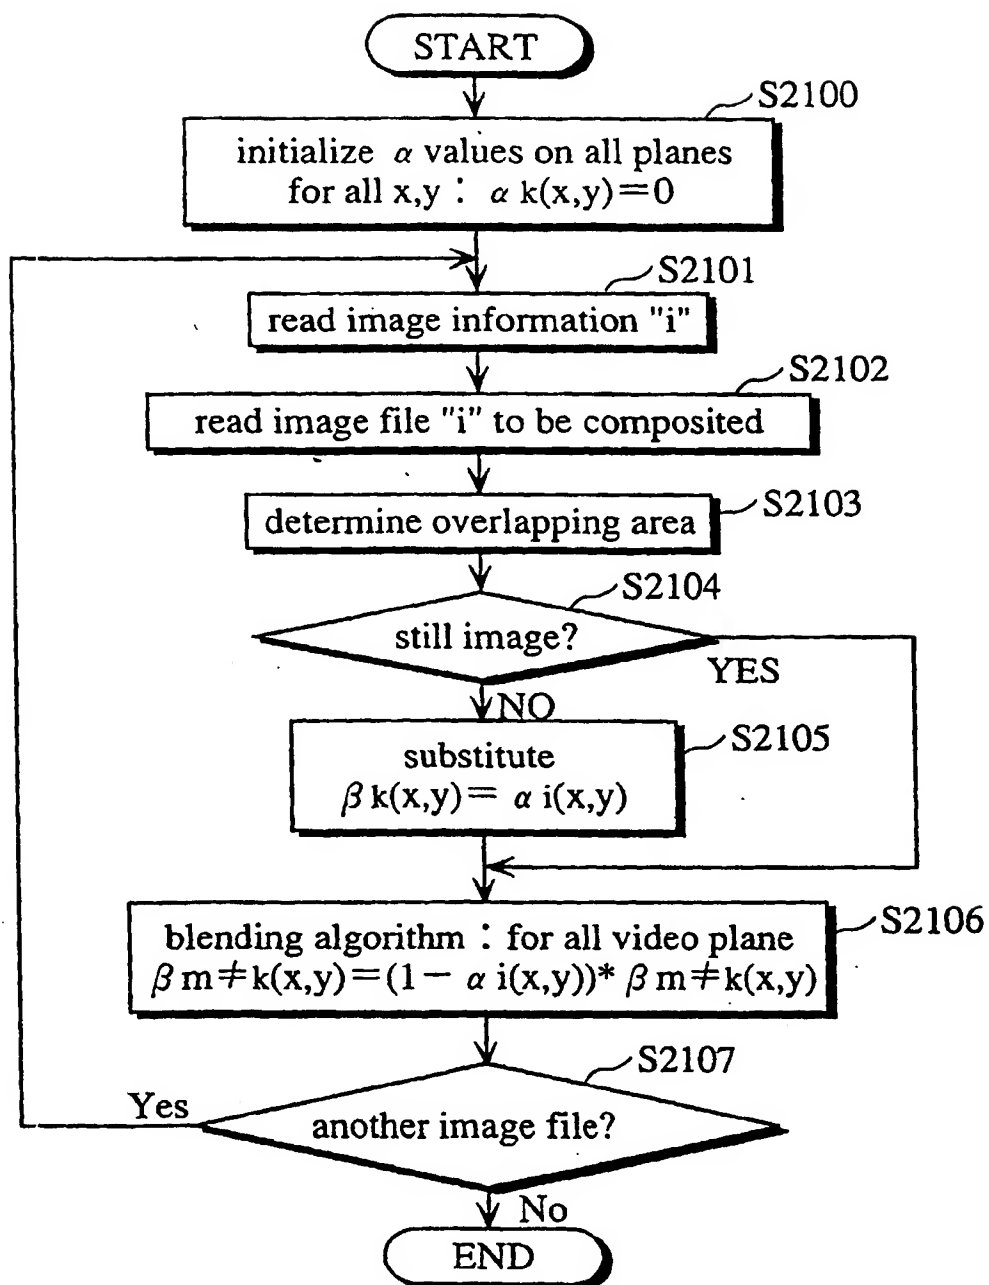 START
S2100
initialize α values on all planes
for all x,y : α k(x,y)=0
S2101
read image information "i"
S2102
read image file "i" to be composited
S2103
determine overlapping area
S2104
still image?
YES
NO
S2105
substitute
β k(x,y)= α i(x,y)
S2106
blending algorithm : for all video plane
β m≠k(x,y)=(1− α i(x,y))* β m≠k(x,y)
S2107
Yes
another image file?
No
END